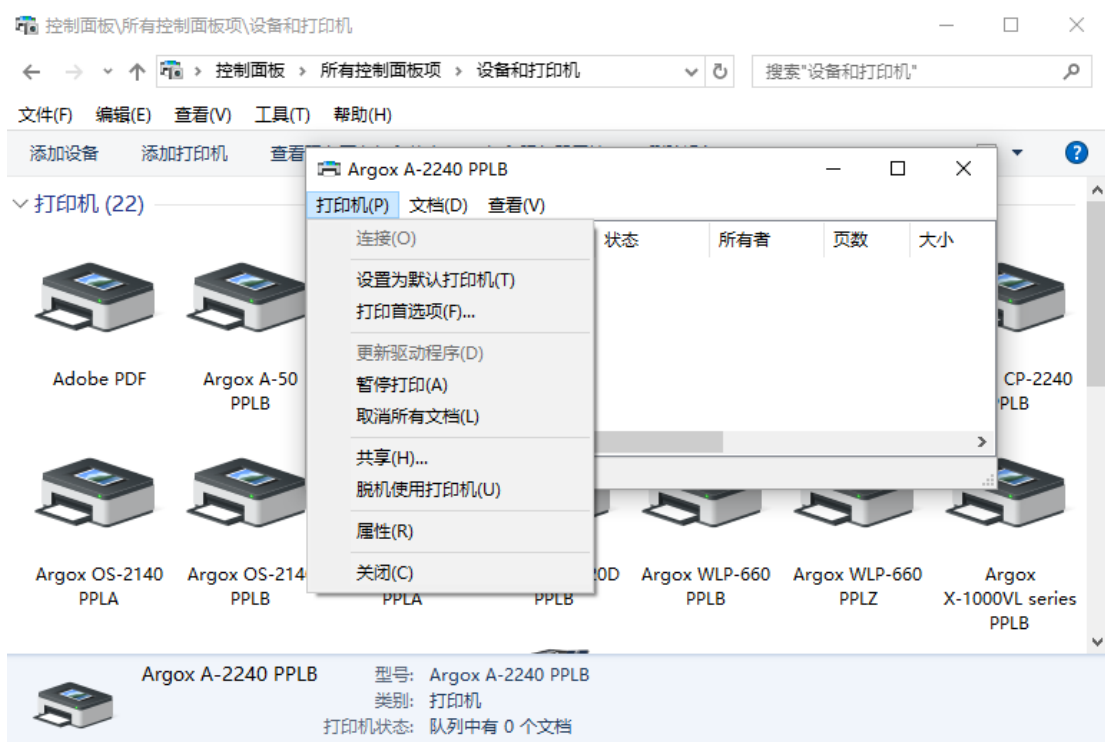 控制面板\所有控制面板项\设备和打印机
控制面板 › 所有控制面板项 › 设备和打印机
搜索"设备和打印机"
文件(F) 编辑(E) 查看(V) 工具(T) 帮助(H)
添加设备 添加打印机 查看
打印机 (22)
Argox A-2240 PPLB
打印机(P) 文档(D) 查看(V)
状态 所有者 页数 大小
连接(O)
设置为默认打印机(T)
打印首选项(F)...
更新驱动程序(D)
暂停打印(A)
取消所有文档(L)
共享(H)...
脱机使用打印机(U)
属性(R)
关闭(C)
Adobe PDF
Argox A-50
PPLB
CP-2240
PPLB
Argox OS-2140
PPLA
Argox OS-214
PPLB
PPLA
20D
PPLB
Argox WLP-660
PPLB
Argox WLP-660
PPLZ
Argox
X-1000VL series
PPLB
Argox A-2240 PPLB
型号: Argox A-2240 PPLB
类别: 打印机
打印机状态: 队列中有 0 个文档